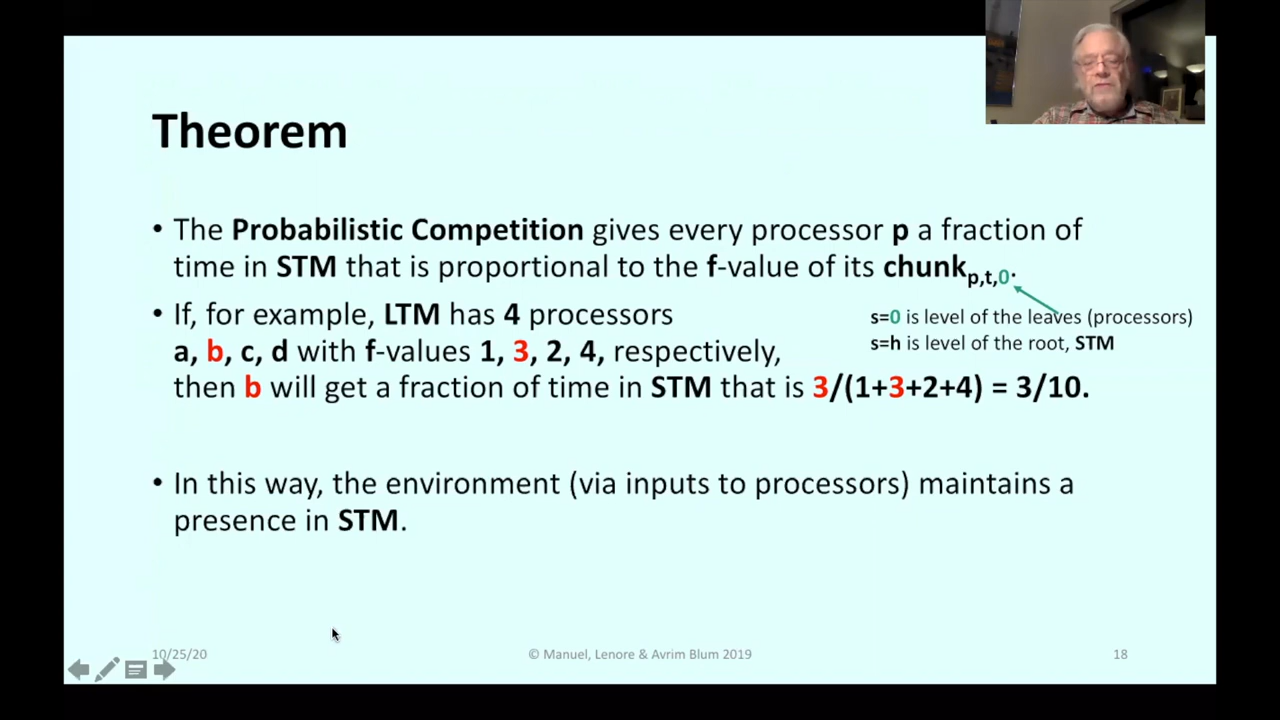 Theorem
• The Probabilistic Competition gives every processor p a fraction of
time in STM that is proportional to the f-value of its chunkp,t,0.
• If, for example, LTM has 4 processors
a, b, c, d with f-values 1, 3, 2, 4, respectively,
then b will get a fraction of time in STM that is 3/(1+3+2+4) = 3/10.
s=0 is level of the leaves (processors)
s=h is level of the root, STM
• In this way, the environment (via inputs to processors) maintains a
presence in STM.
10/25/20
© Manuel, Lenore & Avrim Blum 2019
18